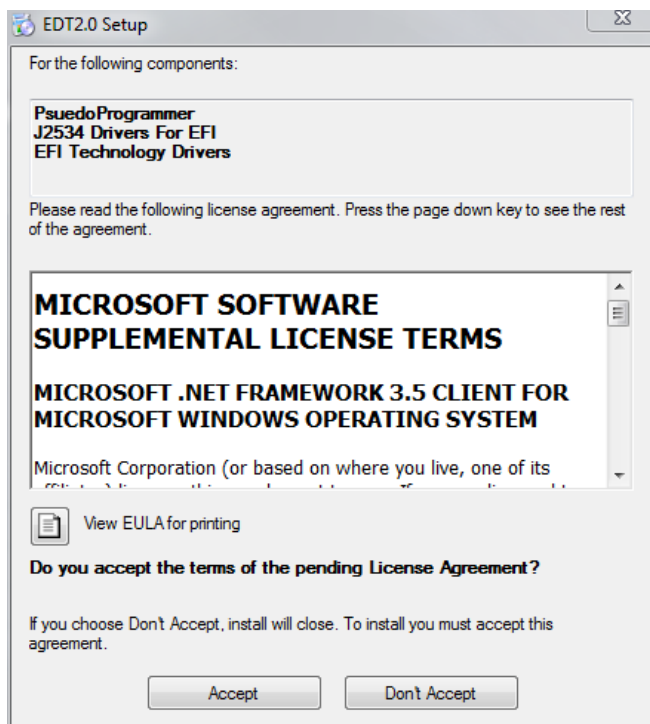 EDT2.0 Setup
For the following components:
PsuedoProgrammer
J2534 Drivers For EFI
EFI Technology Drivers
Please read the following license agreement. Press the page down key to see the rest
of the agreement.
MICROSOFT SOFTWARE
SUPPLEMENTAL LICENSE TERMS
MICROSOFT .NET FRAMEWORK 3.5 CLIENT FOR
MICROSOFT WINDOWS OPERATING SYSTEM
Microsoft Corporation (or based on where you live, one of its
View EULA for printing
Do you accept the terms of the pending License Agreement?
If you choose Don't Accept, install will close. To install you must accept this
agreement.
Accept
Don't Accept